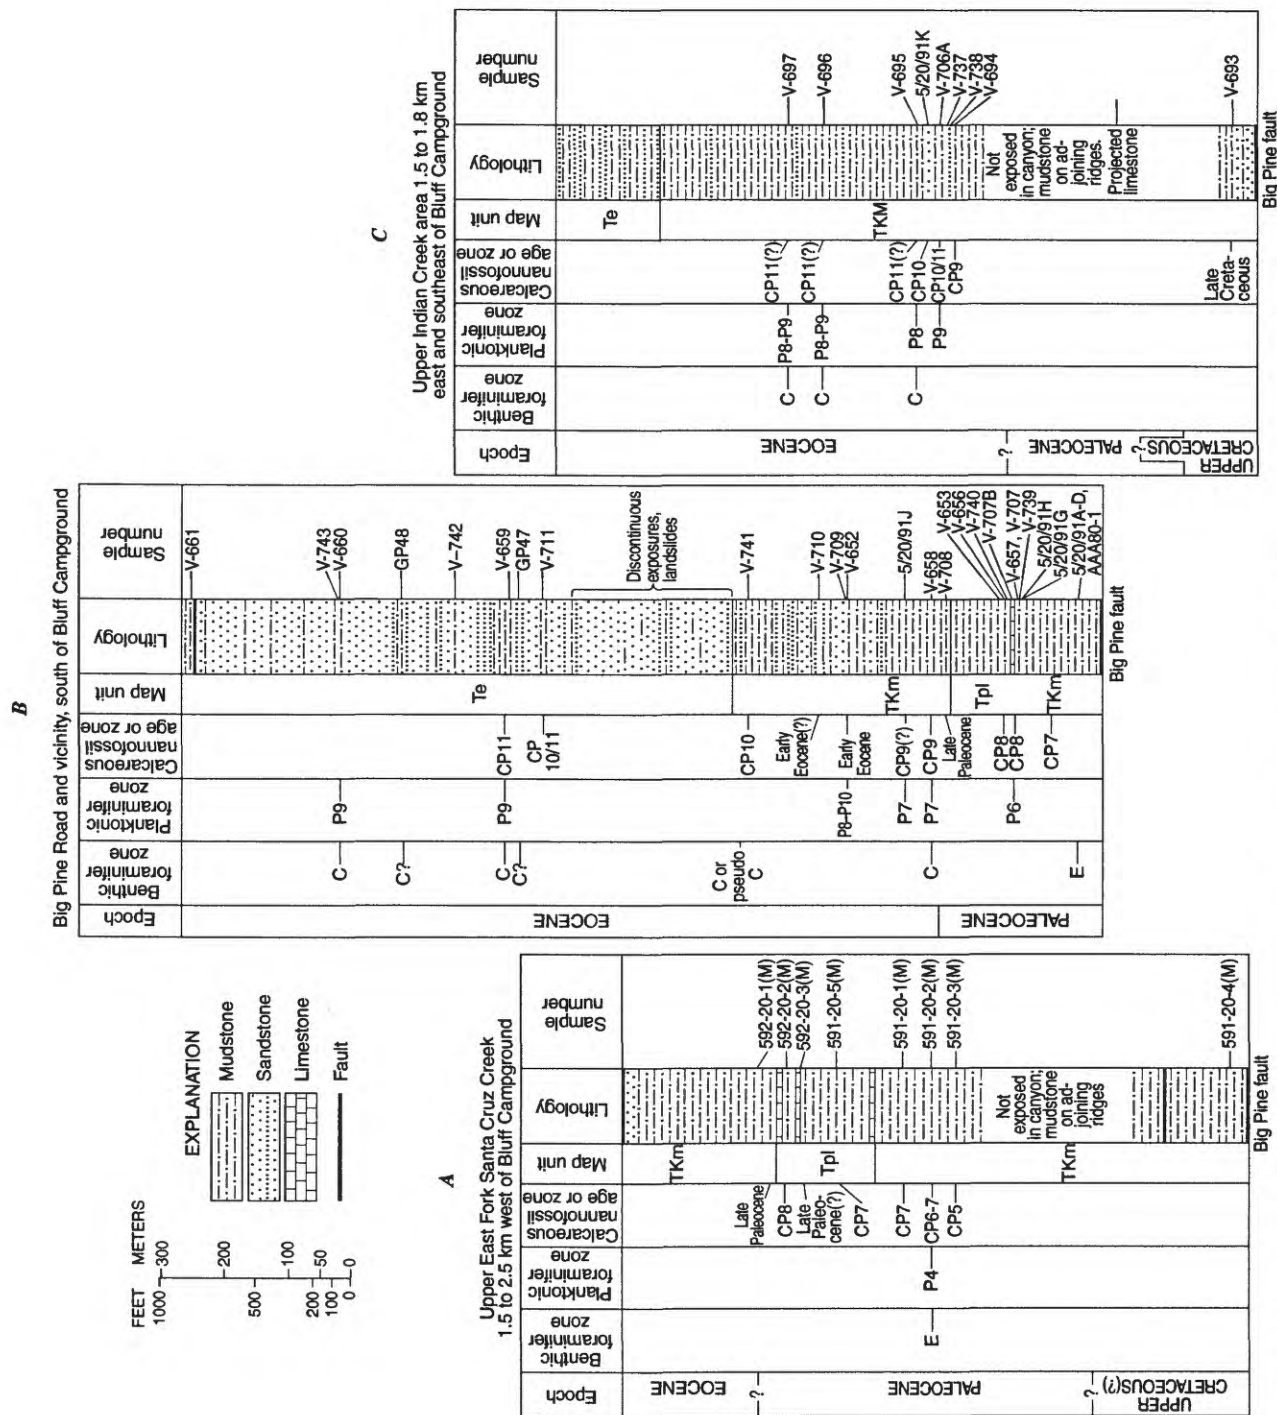 EXPLANATION
Mudstone
Sandstone
Limestone
Fault
FEET METERS
1000 300
200
500
100
200 50
100
0 0
A
Upper East Fork Santa Cruz Creek
1.5 to 2.5 km west of Bluff Campground
Epoch
Benthic
foraminifer
zone
Planktonic
foraminifer
zone
Calcareous
nannofossil
age or zone
Map unit
Lithology
Sample
number
EOCENE
?
PALEOCENE
?
UPPER
CRETACEOUS(?)
E
P4
Late
Paleocene
CP8
Late
Paleo-
cene(?)
CP7
CP7
CP6-7
CP5
TKm
Tpl
TKm
Not
exposed
in canyon;
mudstone
on ad-
joining
ridges
592-20-1(M)
592-20-2(M)
592-20-3(M)
591-20-5(M)
591-20-1(M)
591-20-2(M)
591-20-3(M)
591-20-4(M)
Big Pine fault
B
Big Pine Road and vicinity, south of Bluff Campground
Epoch
Benthic
foraminifer
zone
Planktonic
foraminifer
zone
Calcareous
nannofossil
age or zone
Map unit
Lithology
Sample
number
EOCENE
PALEOCENE
C
C?
C
C?
C or
pseudo
C
C
E
P9
P9
P8-P10
P7
P7
P6
CP11
CP
10/11
CP10
Early
Eocene(?)
Early
Eocene
CP9(?)
CP9
Late
Paleocene
CP8
CP8
CP7
Te
TKm
Tpl
TKm
V-661
V-743
V-660
GP48
V-742
V-659
GP47
V-711
Discontinuous
exposures,
landslides
V-741
V-710
V-709
V-652
5/20/91J
V-658
V-708
V-653
V-656
V-740
V-707B
V-657, V-707
V-739
5/20/91H
5/20/91G
5/20/91A-D,
AAA80-1
Big Pine fault
C
Upper Indian Creek area 1.5 to 1.8 km
east and southeast of Bluff Campground
Epoch
Benthic
foraminifer
zone
Planktonic
foraminifer
zone
Calcareous
nannofossil
age or zone
Map unit
Lithology
Sample
number
EOCENE
?
PALEOCENE
?
UPPER
CRETACEOUS
C
C
C
P8-P9
P8-P9
P8
P9
CP11(?)
CP11(?)
CP11(?)
CP10
CP10/11
CP9
Late
Creta-
ceous
Te
TKM
Not
exposed
in canyon;
mudstone
on ad-
joining
ridges.
Projected
limestone
V-697
V-696
V-695
5/20/91K
V-706A
V-737
V-738
V-694
V-693
Big Pine fault